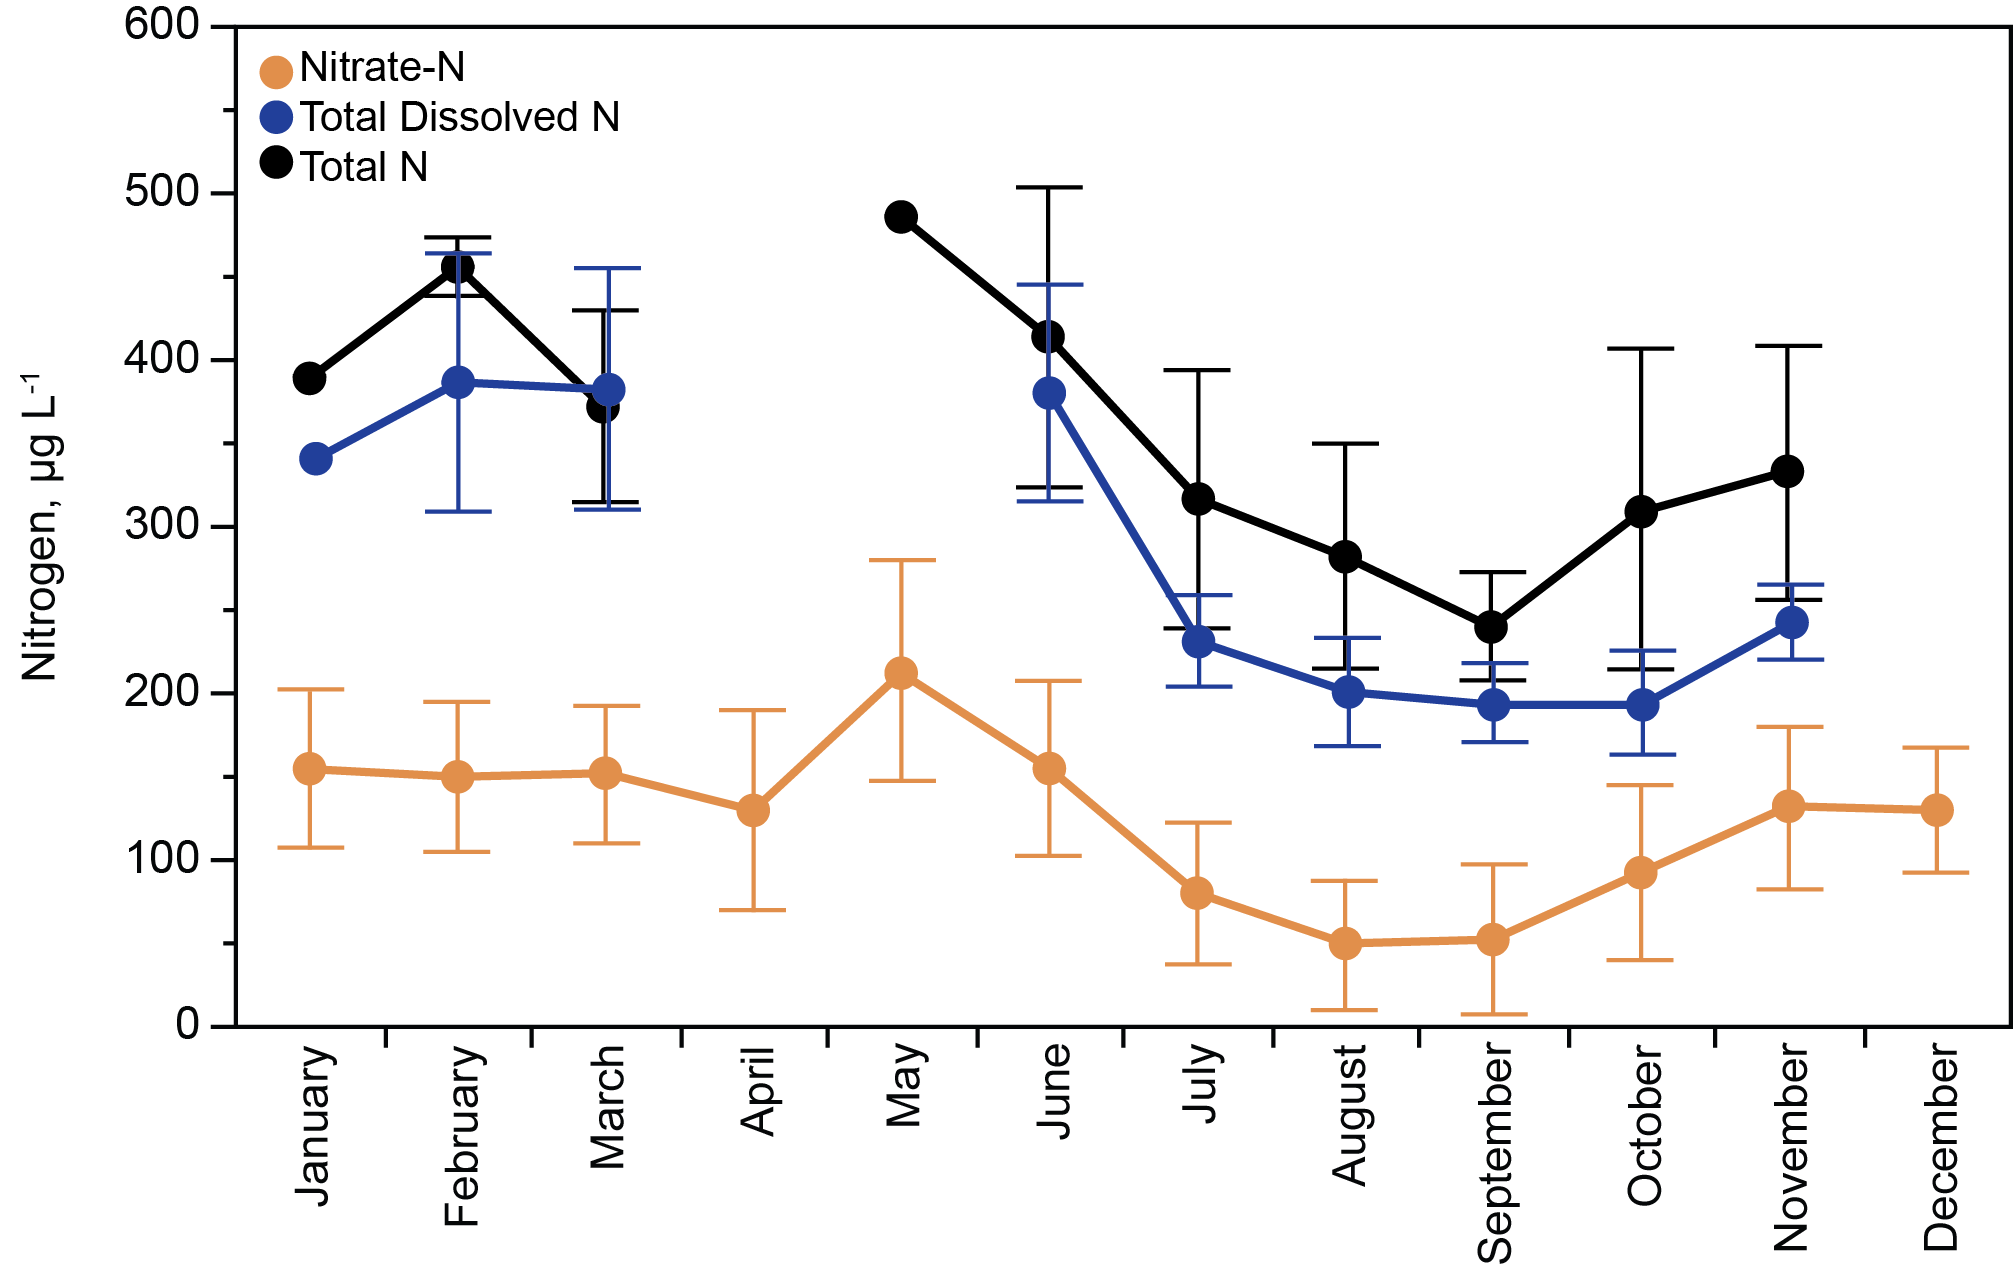 600
500
400
300
200
100
0
Nitrogen, µg L-1
Nitrate-N
Total Dissolved N
Total N
January
February
March
April
May
June
July
August
September
October
November
December